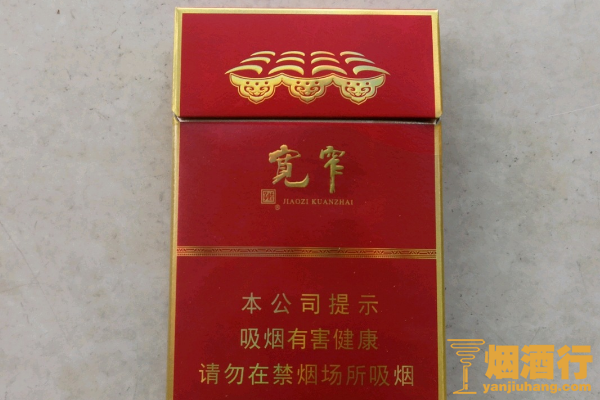 宽窄
JIAOZI KUANZHAI
本公司提示
吸烟有害健康
请勿在禁烟场所吸烟
烟酒行
yanjiuhang.com